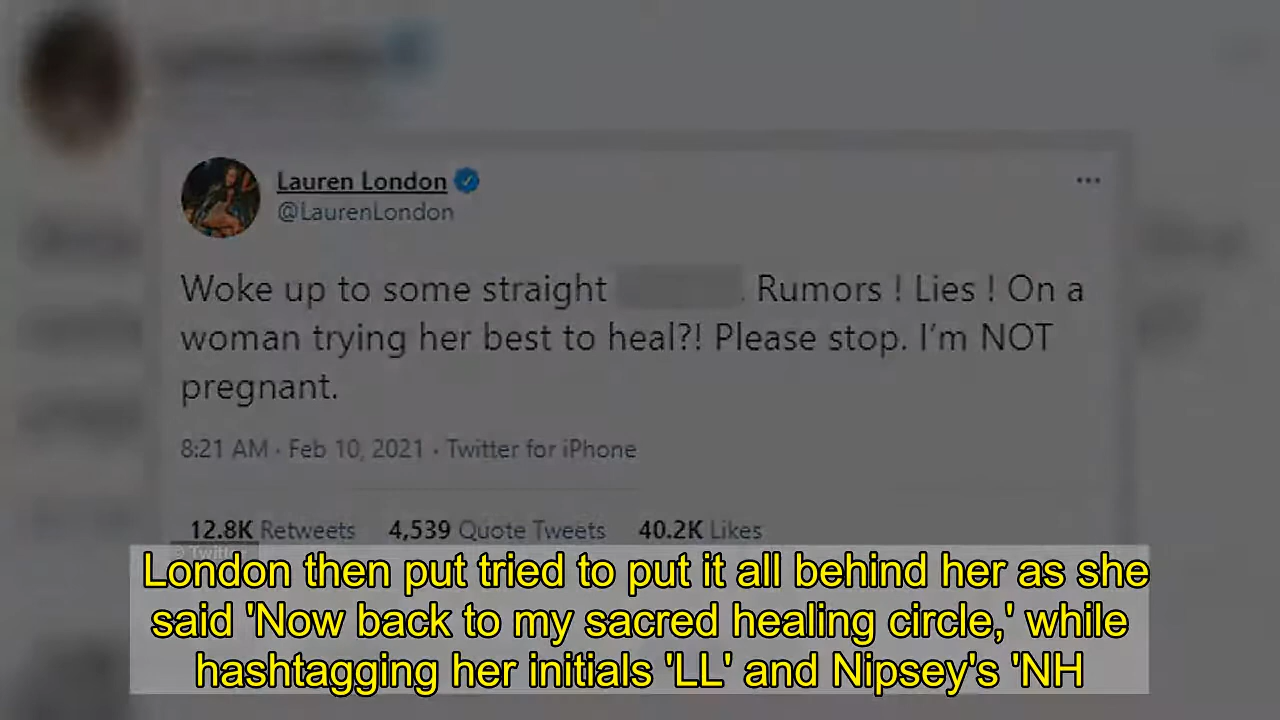 Lauren London
@LaurenLondon
Woke up to some straight . Rumors ! Lies ! On a
woman trying her best to heal?! Please stop. I'm NOT
pregnant.
8:21 AM · Feb 10, 2021 · Twitter for iPhone
12.8K Retweets 4,539 Quote Tweets 40.2K Likes
© Twitter
London then put tried to put it all behind her as she
said 'Now back to my sacred healing circle,' while
hashtagging her initials 'LL' and Nipsey's 'NH